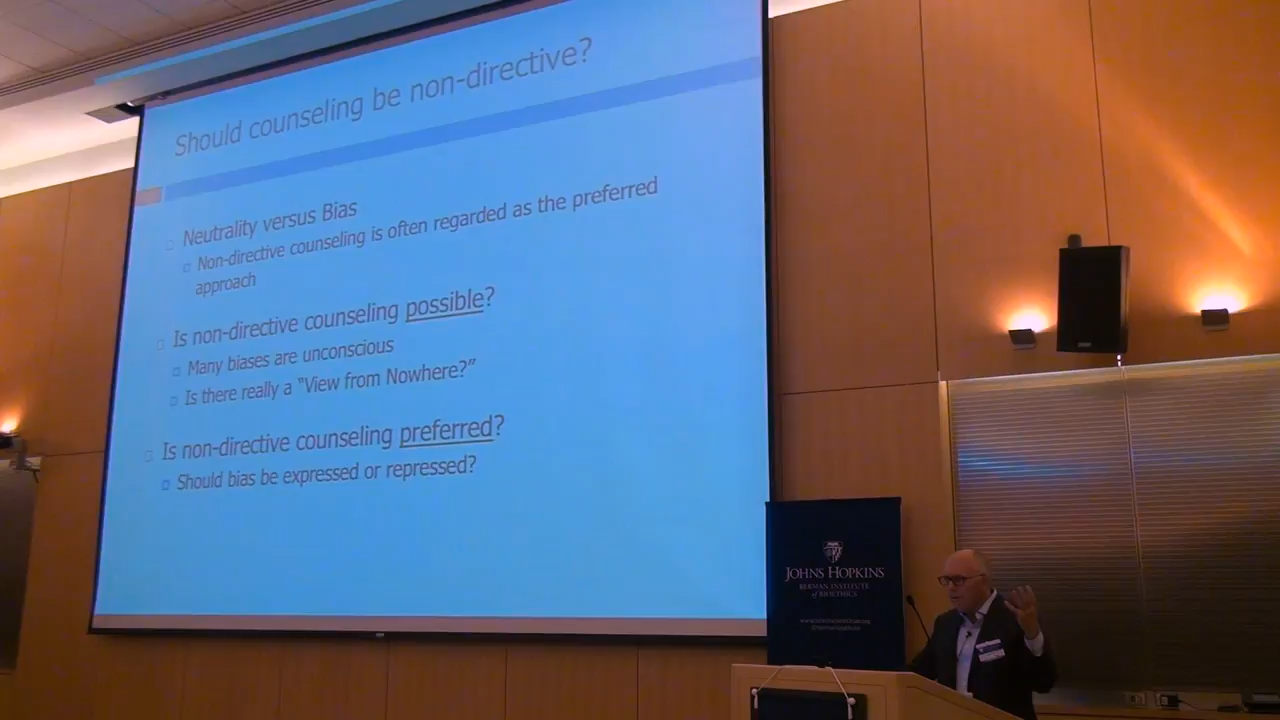 Should counseling be non-directive?
Neutrality versus Bias
Non-directive counseling is often regarded as the preferred
approach
Is non-directive counseling possible?
Many biases are unconscious
Is there really a “View from Nowhere?”
Is non-directive counseling preferred?
Should bias be expressed or repressed?
JOHNS HOPKINS
BERMAN INSTITUTE
of BIOETHICS